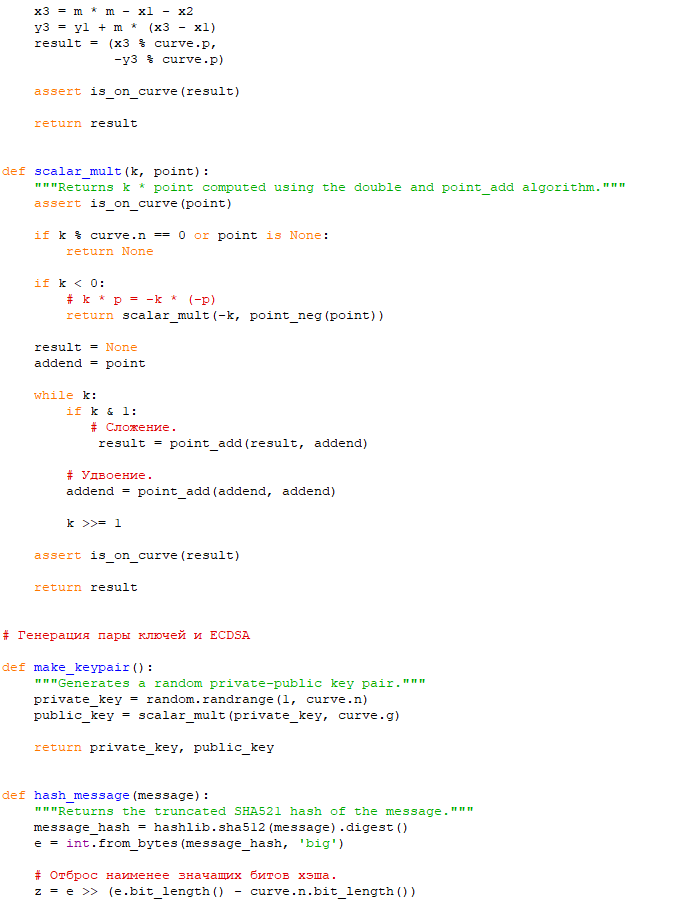 x3 = m * m - x1 - x2
y3 = y1 + m * (x3 - x1)
result = (x3 % curve.p,
-y3 % curve.p)
assert is_on_curve(result)
return result
def scalar_mult(k, point):
"""Returns k * point computed using the double and point_add algorithm."""
assert is_on_curve(point)
if k % curve.n == 0 or point is None:
return None
if k < 0:
# k * p = -k * (-p)
return scalar_mult(-k, point_neg(point))
result = None
addend = point
while k:
if k & 1:
# Сложение.
result = point_add(result, addend)
# Удвоение.
addend = point_add(addend, addend)
k >>= 1
assert is_on_curve(result)
return result
# Генерация пары ключей и ECDSA
def make_keypair():
"""Generates a random private-public key pair."""
private_key = random.randrange(1, curve.n)
public_key = scalar_mult(private_key, curve.g)
return private_key, public_key
def hash_message(message):
"""Returns the truncated SHA521 hash of the message."""
message_hash = hashlib.sha512(message).digest()
e = int.from_bytes(message_hash, 'big')
# Отброс наименее значащих битов хэша.
z = e >> (e.bit_length() - curve.n.bit_length())